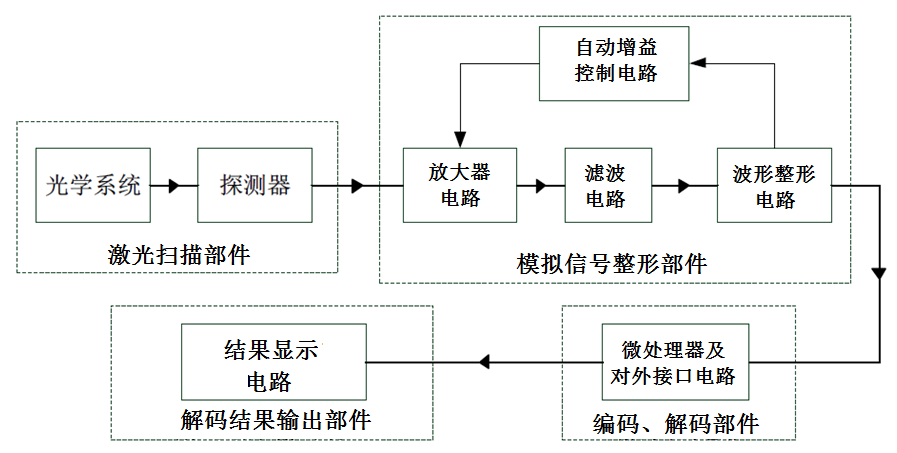 自动增益
控制电路
光学系统
探测器
放大器
电路
滤波
电路
波形整形
电路
激光扫描部件
模拟信号整形部件
结果显示
电路
微处理器及
对外接口电路
解码结果输出部件
编码、解码部件